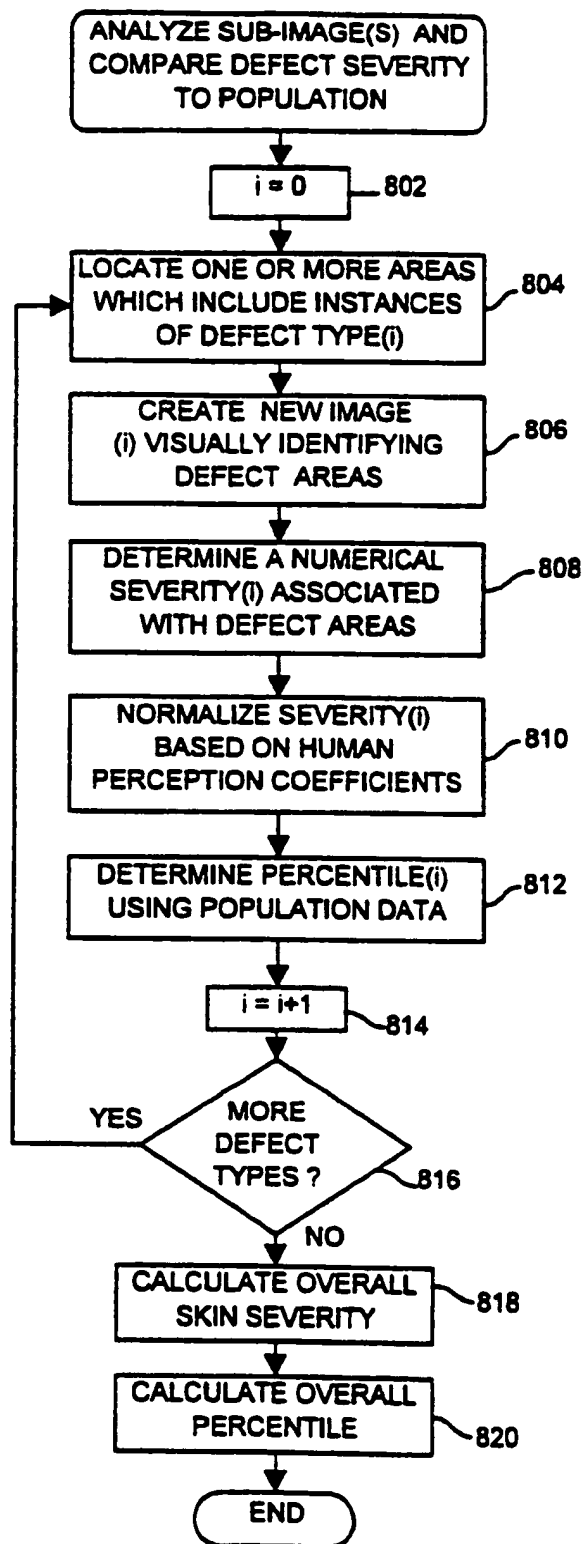 ANALYZE SUB-IMAGE(S) AND
COMPARE DEFECT SEVERITY
TO POPULATION
i = 0
802
LOCATE ONE OR MORE AREAS
WHICH INCLUDE INSTANCES
OF DEFECT TYPE(i)
804
CREATE NEW IMAGE
(i) VISUALLY IDENTIFYING
DEFECT AREAS
806
DETERMINE A NUMERICAL
SEVERITY(i) ASSOCIATED
WITH DEFECT AREAS
808
NORMALIZE SEVERITY(i)
BASED ON HUMAN
PERCEPTION COEFFICIENTS
810
DETERMINE PERCENTILE(i)
USING POPULATION DATA
812
i = i+1
814
YES
MORE
DEFECT
TYPES ?
816
NO
CALCULATE OVERALL
SKIN SEVERITY
818
CALCULATE OVERALL
PERCENTILE
820
END